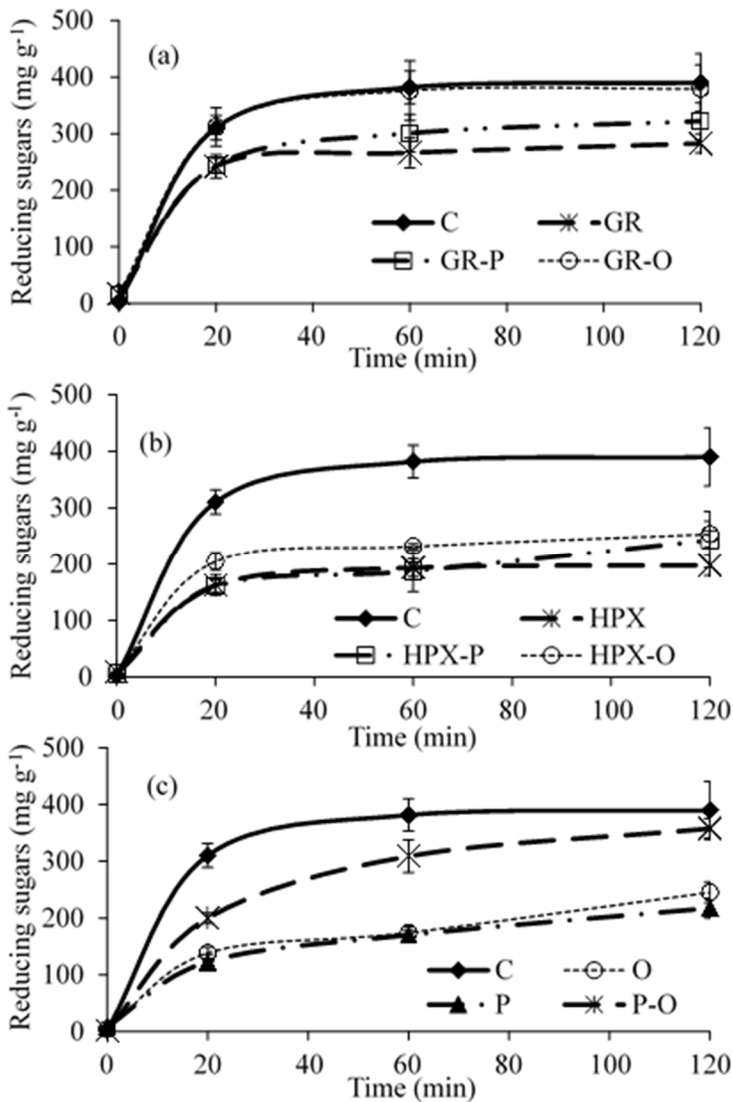 Reducing sugars (mg g⁻¹)
500
400
300
200
100
0
(a)
C GR
GR-P GR-O
0 20 40 60 80 100 120
Time (min)
Reducing sugars (mg g⁻¹)
500
400
300
200
100
0
(b)
C HPX
HPX-P HPX-O
0 20 40 60 80 100 120
Time (min)
Reducing sugars (mg g⁻¹)
500
400
300
200
100
0
(c)
C O
P P-O
0 20 40 60 80 100 120
Time (min)